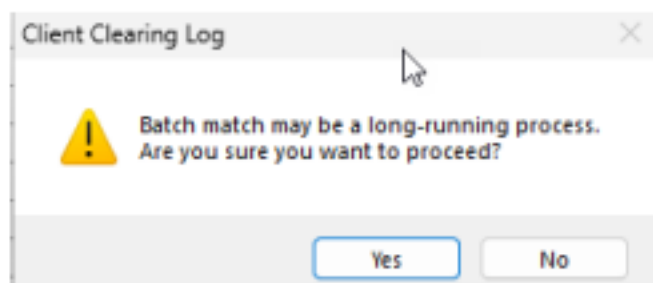 Client Clearing Log
Batch match may be a long-running process.
Are you sure you want to proceed?
Yes
No